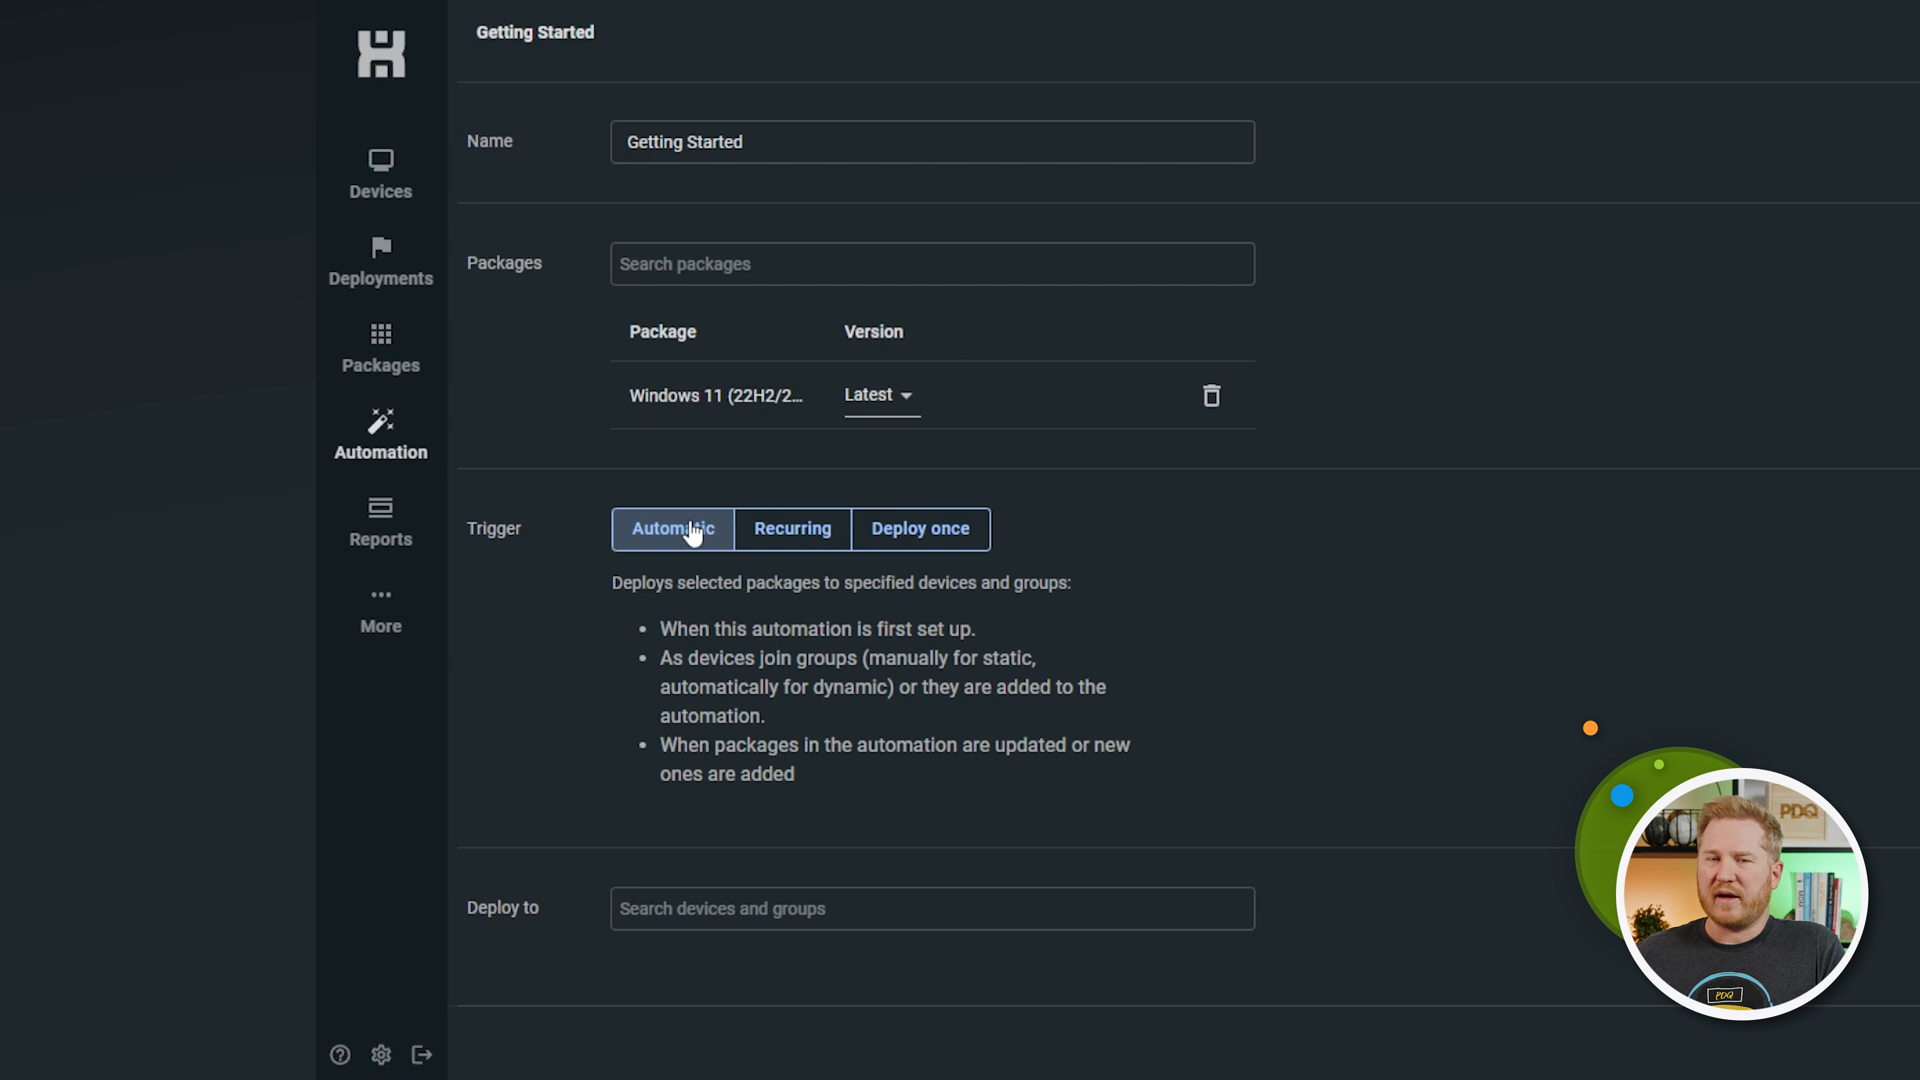 Getting Started
Name
Getting Started
Devices
Deployments
Packages
Search packages
Package Version
Packages
Windows 11 (22H2/2... Latest
Automation
Trigger
Automatic Recurring Deploy once
Reports
Deploys selected packages to specified devices and groups:
• When this automation is first set up.
• As devices join groups (manually for static,
automatically for dynamic) or they are added to the
automation.
• When packages in the automation are updated or new
ones are added
More
Deploy to
Search devices and groups
PDQ
PDQ